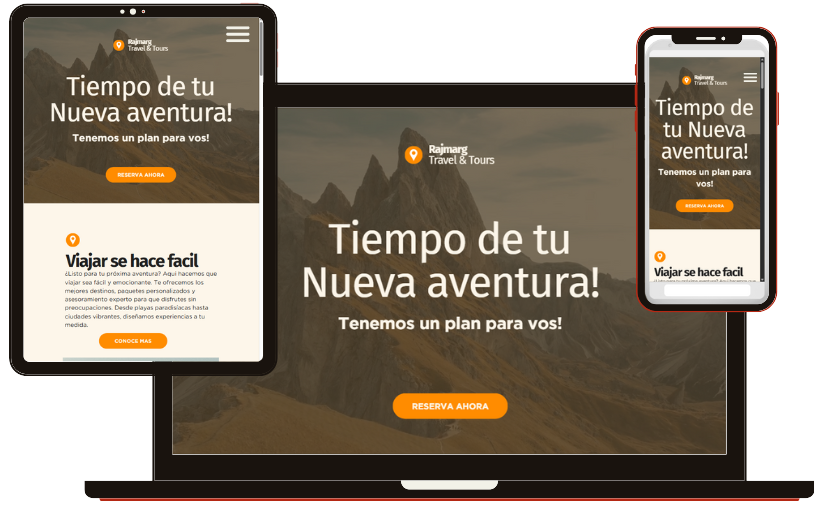 Rajmarg
Travel & Tours
Tiempo de tu
Nueva aventura!
Tenemos un plan para vos!
RESERVA AHORA
Viajar se hace facil
¿Listo para tu próxima aventura? Aquí hacemos que
viajar sea fácil y emocionante. Te ofrecemos los
mejores destinos, paquetes personalizados y
asesoramiento experto para que disfrutes sin
preocupaciones. Desde playas paradisíacas hasta
ciudades vibrantes, diseñamos experiencias a tu
medida.
CONOCE MAS
Rajmarg
Travel & Tours
Tiempo de tu
Nueva aventura!
Tenemos un plan para vos!
RESERVA AHORA
Rajmarg
Travel & Tours
Tiempo de
tu Nueva
aventura!
Tenemos un plan para
vos!
RESERVA AHORA
Viajar se hace facil